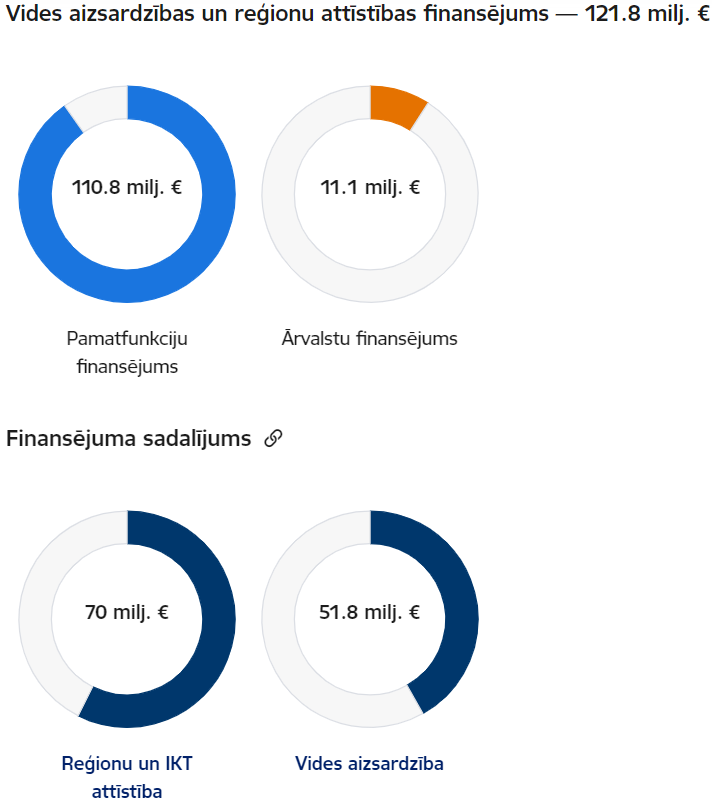 Vides aizsardzības un reģionu attīstības finansējums — 121.8 milj. €
110.8 milj. €
11.1 milj. €
Pamatfunkciju
finansējums
Ārvalstu finansējums
Finansējuma sadalījums
70 milj. €
51.8 milj. €
Reģionu un IKT
attīstība
Vides aizsardzība